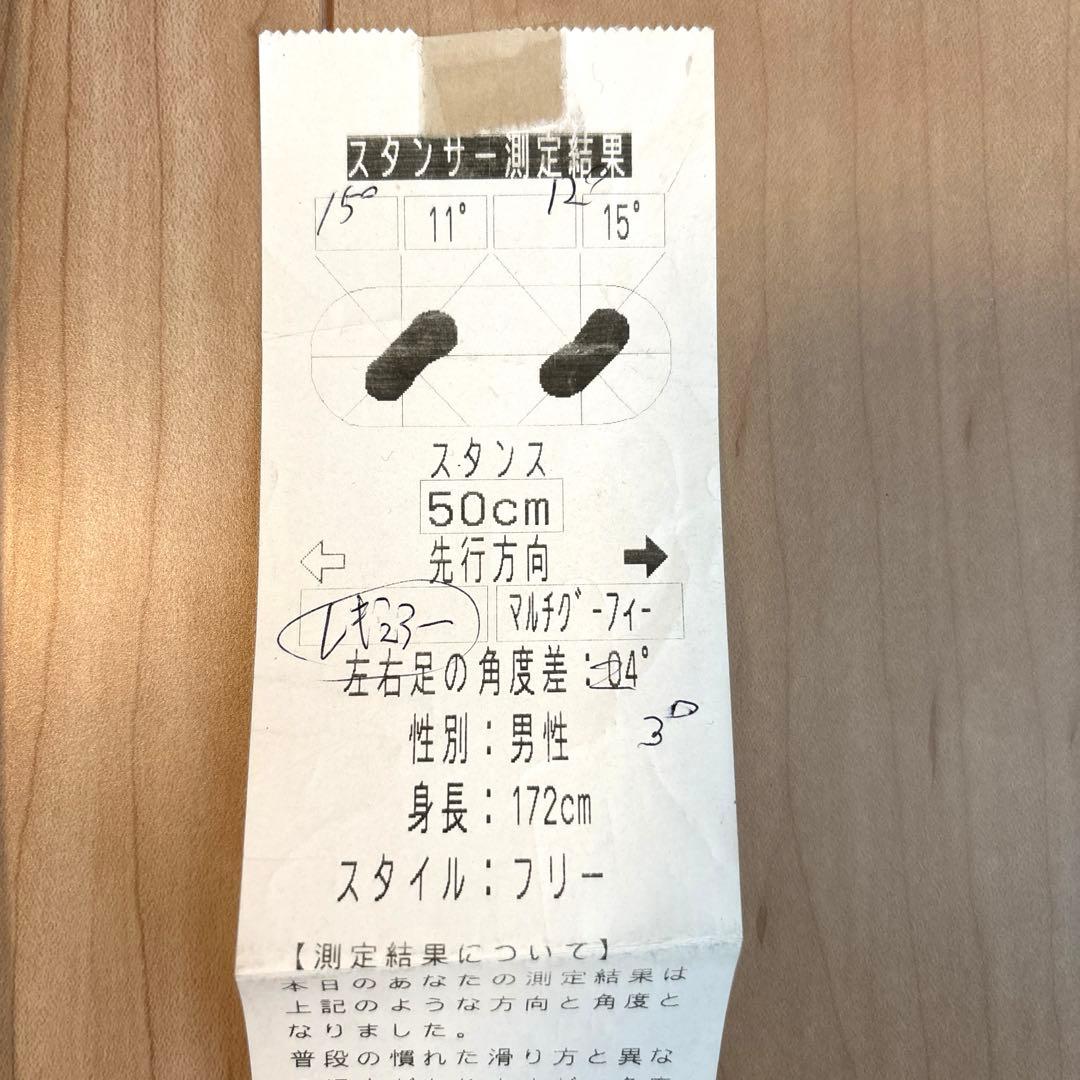 スタンサー測定結果
15° 11° 12° 15°
スタンス
50cm
先行方向
レギュラー マルチグーフィー
左右足の角度差:04°
3°
性別:男性
身長:172cm
スタイル:フリー
【測定結果について】
本日のあなたの測定結果は
上記のような方向と角度と
なりました。
普段の慣れた滑り方と異な